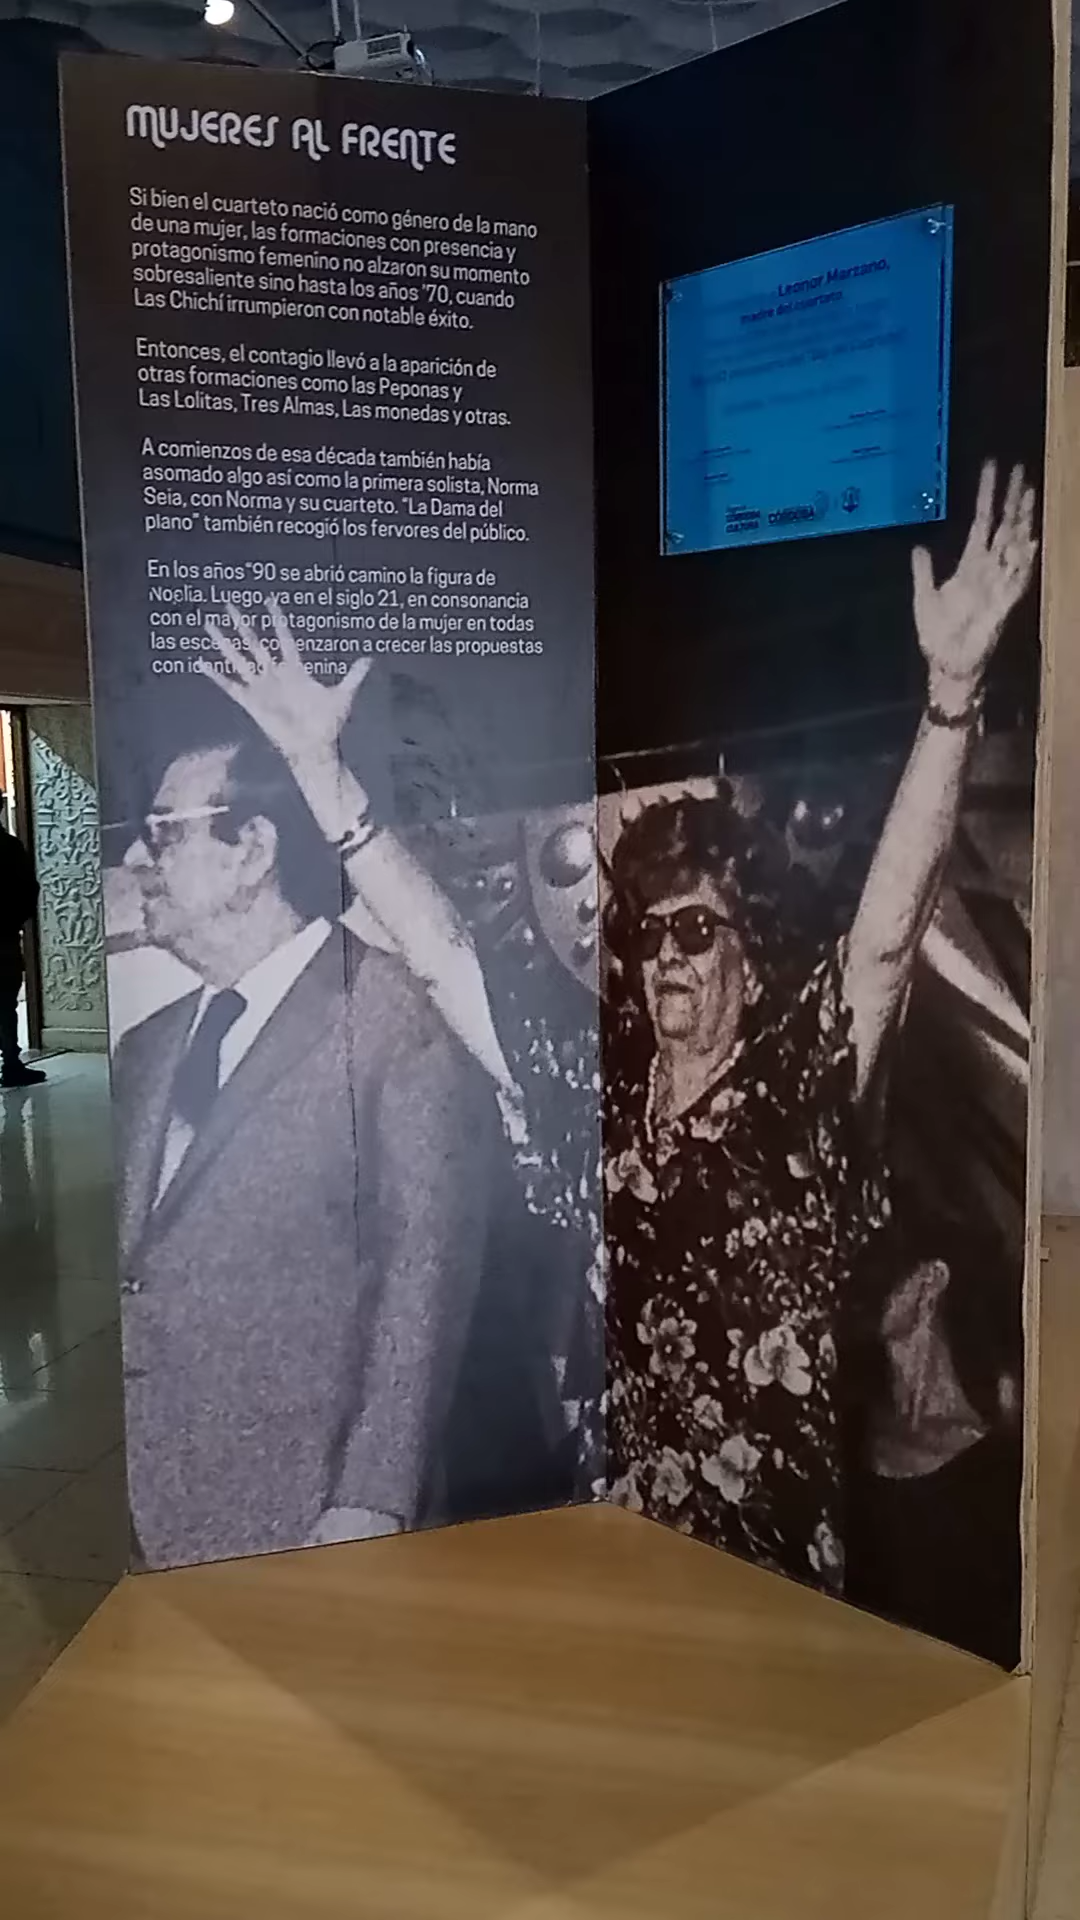 MUJERES AL FRENTE
Si bien el cuarteto nació como género de la mano
de una mujer, las formaciones con presencia y
protagonismo femenino no alzaron su momento
sobresaliente sino hasta los años '70, cuando
Las Chichí irrumpieron con notable éxito.
Entonces, el contagio llevó a la aparición de
otras formaciones como las Peponas y
Las Lolitas, Tres Almas, Las monedas y otras.
A comienzos de esa década también había
asomado algo así como la primera solista, Norma
Seia, con Norma y su cuarteto. "La Dama del
piano" también recogió los fervores del público.
En los años "90 se abrió camino la figura de
Noelia. Luego, ya en el siglo 21, en consonancia
con el mayor protagonismo de la mujer en todas
las escenas, comenzaron a crecer las propuestas
con identidad femenina.
Leonor Marzano,
madre del cuarteto
CÓRDOBA
CULTURA
CÓRDOBA